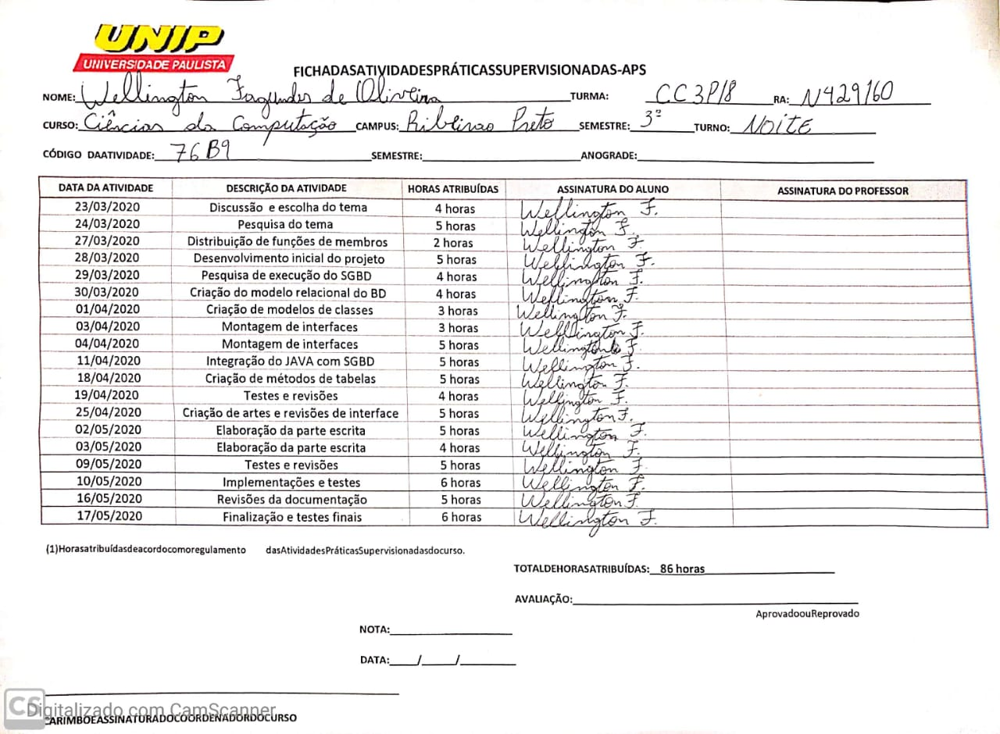 UNIP
UNIVERSIDADE PAULISTA
FICHADASATIVIDADESPRÁTICASSUPERVISIONADAS-APS
NOME: Wellington Fagundes de Oliveira TURMA: CC3P18 RA: N429160
CURSO: Ciências da Computação CAMPUS: Ribeirao Preto SEMESTRE: 3º TURNO: NOITE
CÓDIGO DAATIVIDADE: 76B9 SEMESTRE: ANOGRADE:
DATA DA ATIVIDADE DESCRIÇÃO DA ATIVIDADE HORAS ATRIBUÍDAS ASSINATURA DO ALUNO ASSINATURA DO PROFESSOR
23/03/2020 Discussão e escolha do tema 4 horas Wellington F.
24/03/2020 Pesquisa do tema 5 horas Wellington F.
27/03/2020 Distribuição de funções de membros 2 horas Wellington F.
28/03/2020 Desenvolvimento inicial do projeto 5 horas Wellington F.
29/03/2020 Pesquisa de execução do SGBD 4 horas Wellington F.
30/03/2020 Criação do modelo relacional do BD 4 horas Wellington F.
01/04/2020 Criação de modelos de classes 3 horas Wellington F.
03/04/2020 Montagem de interfaces 3 horas Wellington F.
04/04/2020 Montagem de interfaces 5 horas Wellington F.
11/04/2020 Integração do JAVA com SGBD 5 horas Wellington F.
18/04/2020 Criação de métodos de tabelas 5 horas Wellington F.
19/04/2020 Testes e revisões 4 horas Wellington F.
25/04/2020 Criação de artes e revisões de interface 5 horas Wellington F.
02/05/2020 Elaboração da parte escrita 5 horas Wellington F.
03/05/2020 Elaboração da parte escrita 4 horas Wellington F.
09/05/2020 Testes e revisões 5 horas Wellington F.
10/05/2020 Implementações e testes 6 horas Wellington F.
16/05/2020 Revisões da documentação 5 horas Wellington F.
17/05/2020 Finalização e testes finais 6 horas Wellington F.
(1)Horasatribuídasdeacordocomoregulamento dasAtividadesPráticasSupervisionadasdocurso.
TOTALDEHORASATRIBUÍDAS: 86 horas
AVALIAÇÃO:
AprovadoouReprovado
NOTA:
DATA: / /
CS Digitalizado com CamScanner
CARIMBOEASSINATURADOCOORDENADORDOCURSO